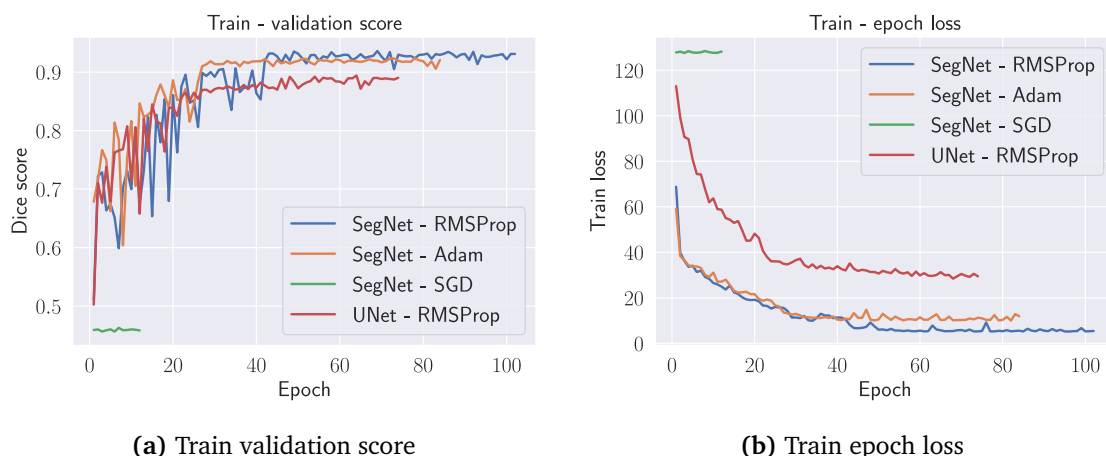 Train - validation score
Dice score
0.9
0.8
0.7
0.6
0.5
0
20
40
60
80
100
Epoch
SegNet - RMSProp
SegNet - Adam
SegNet - SGD
UNet - RMSProp
(a) Train validation score
Train - epoch loss
Train loss
120
100
80
60
40
20
0
0
20
40
60
80
100
Epoch
SegNet - RMSProp
SegNet - Adam
SegNet - SGD
UNet - RMSProp
(b) Train epoch loss